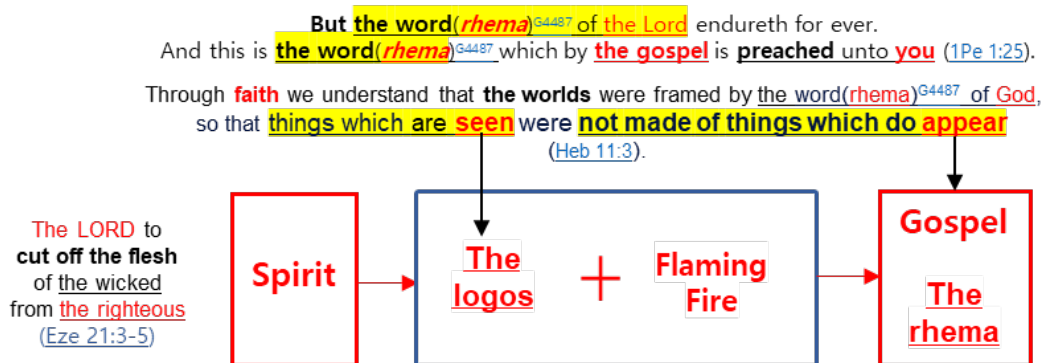 But the word(rhema)G4487 of the Lord endureth for ever.
And this is the word(rhema)G4487 which by the gospel is preached unto you (1Pe 1:25).
Through faith we understand that the worlds were framed by the word(rhema)G4487 of God,
so that things which are seen were not made of things which do appear
(Heb 11:3).
The LORD to
cut off the flesh
of the wicked
from the righteous
(Eze 21:3-5)
Spirit
The
logos
+
Flaming
Fire
Gospel
The
rhema